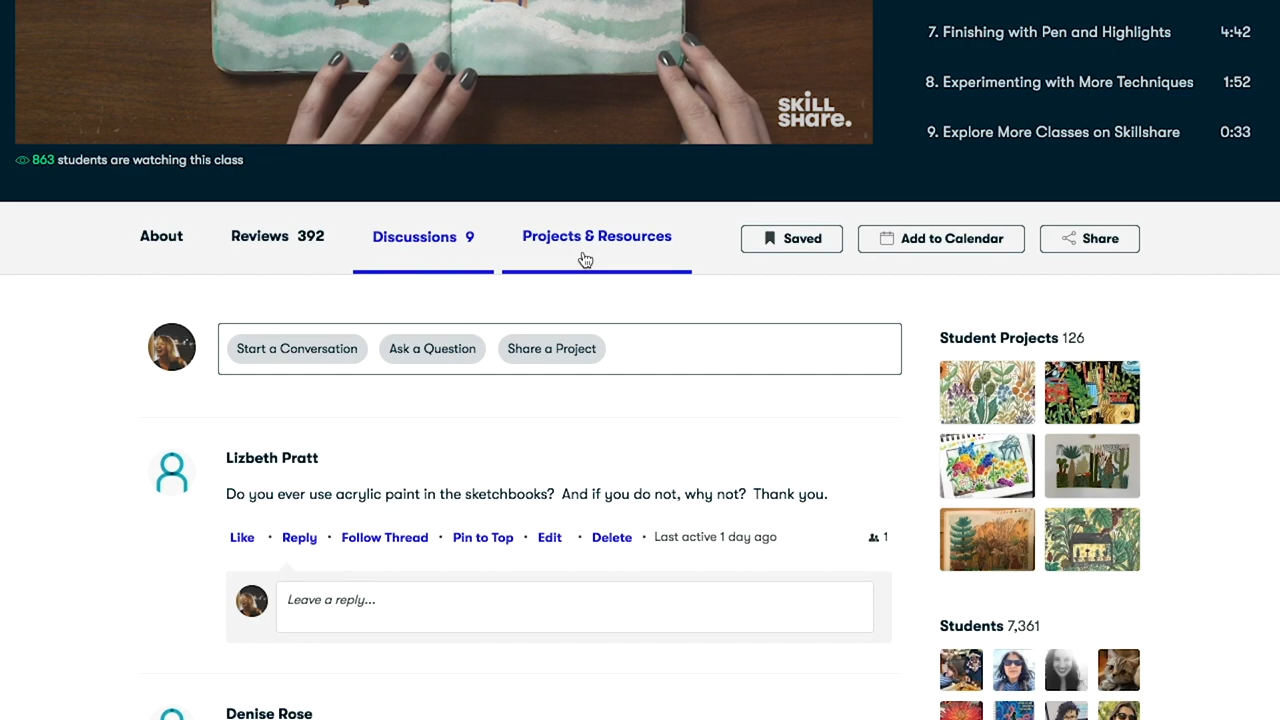 SKILL
SHARE.
7. Finishing with Pen and Highlights 4:42
8. Experimenting with More Techniques 1:52
9. Explore More Classes on Skillshare 0:33
863 students are watching this class
About Reviews 392 Discussions 9 Projects & Resources Saved Add to Calendar Share
Start a Conversation Ask a Question Share a Project
Student Projects 126
Lizbeth Pratt
Do you ever use acrylic paint in the sketchbooks? And if you do not, why not? Thank you.
Like • Reply • Follow Thread • Pin to Top • Edit • Delete • Last active 1 day ago 1
Leave a reply...
Students 7,361
Denise Rose